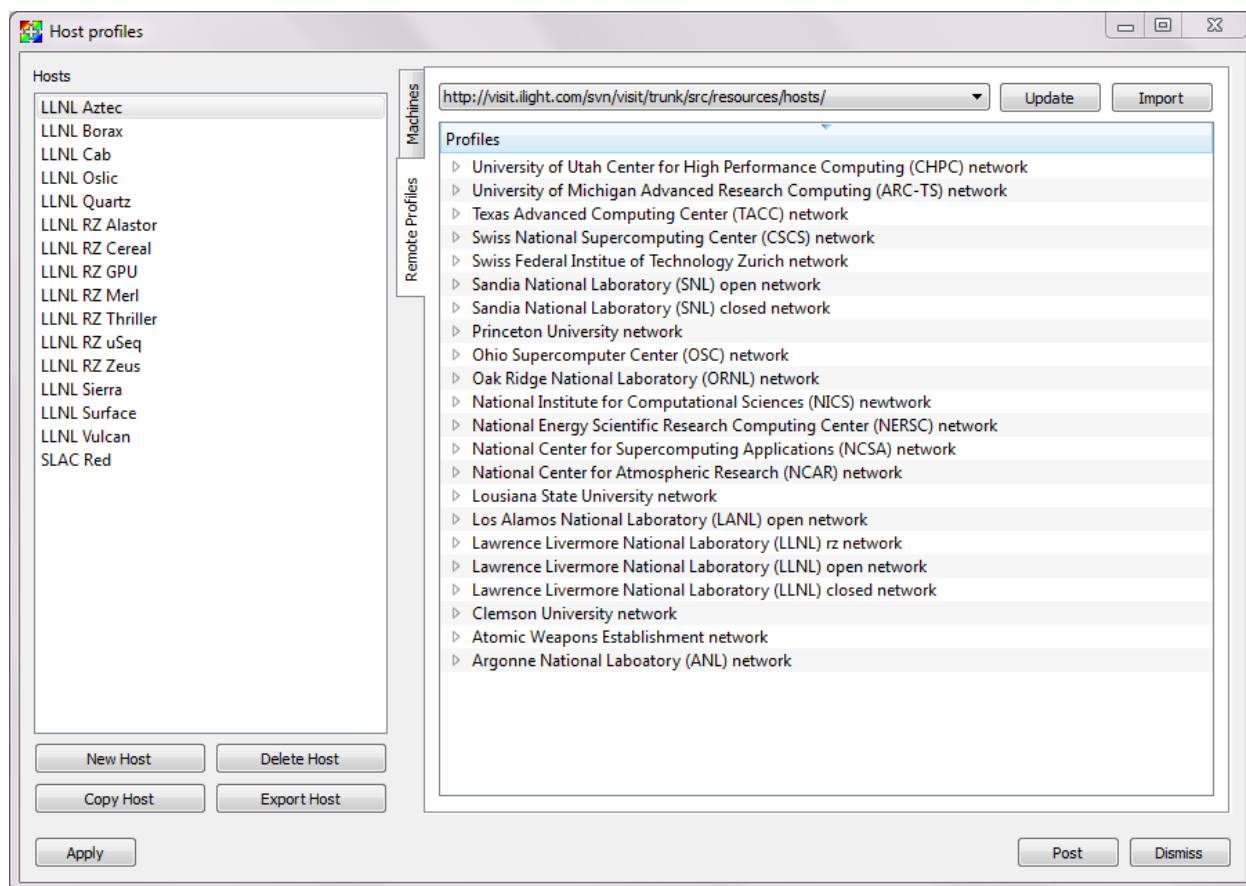 Host profiles
Hosts
LLNL Aztec
LLNL Borax
LLNL Cab
LLNL Oslic
LLNL Quartz
LLNL RZ Alastor
LLNL RZ Cereal
LLNL RZ GPU
LLNL RZ Merl
LLNL RZ Thriller
LLNL RZ uSeq
LLNL RZ Zeus
LLNL Sierra
LLNL Surface
LLNL Vulcan
SLAC Red
New Host
Delete Host
Copy Host
Export Host
Machines
Remote Profiles
http://visit.ilight.com/svn/visit/trunk/src/resources/hosts/
Update
Import
Profiles
University of Utah Center for High Performance Computing (CHPC) network
University of Michigan Advanced Research Computing (ARC-TS) network
Texas Advanced Computing Center (TACC) network
Swiss National Supercomputing Center (CSCS) network
Swiss Federal Institue of Technology Zurich network
Sandia National Laboratory (SNL) open network
Sandia National Laboratory (SNL) closed network
Princeton University network
Ohio Supercomputer Center (OSC) network
Oak Ridge National Laboratory (ORNL) network
National Institute for Computational Sciences (NICS) newtwork
National Energy Scientific Research Computing Center (NERSC) network
National Center for Supercomputing Applications (NCSA) network
National Center for Atmospheric Research (NCAR) network
Lousiana State University network
Los Alamos National Laboratory (LANL) open network
Lawrence Livermore National Laboratory (LLNL) rz network
Lawrence Livermore National Laboratory (LLNL) open network
Lawrence Livermore National Laboratory (LLNL) closed network
Clemson University network
Atomic Weapons Establishment network
Argonne National Laboatory (ANL) network
Apply
Post
Dismiss